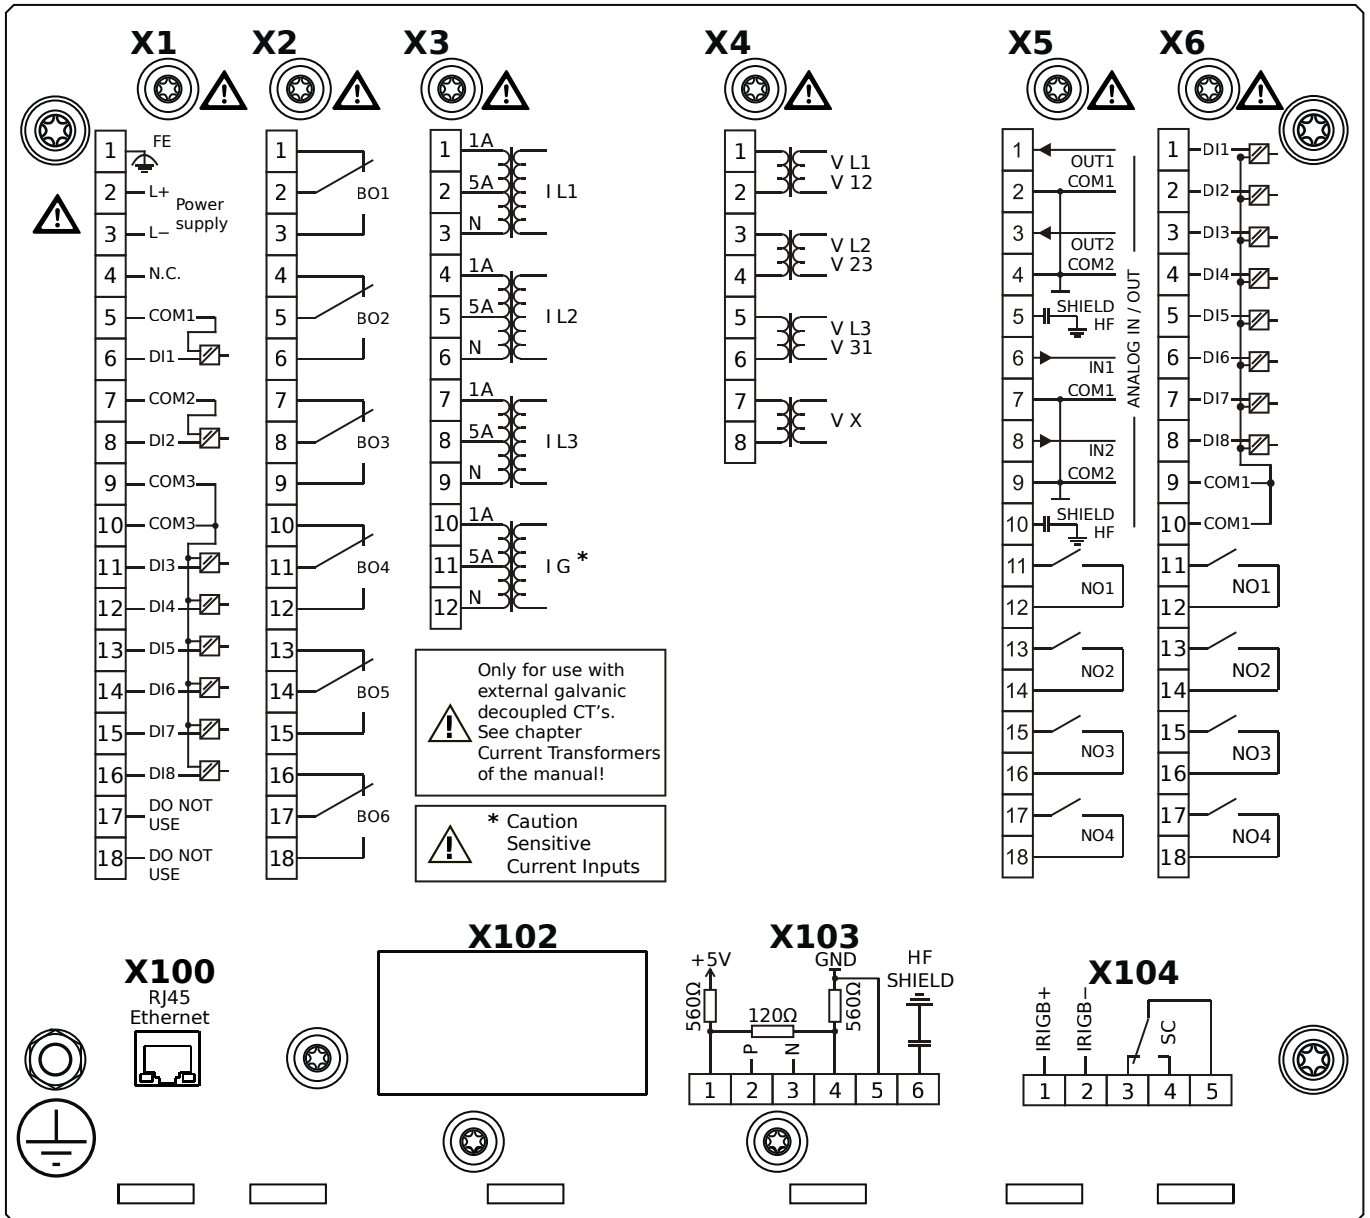 X1
X2
X3
X4
X5
X6
1 FE
2 L+
Power
supply
3 L−
4 N.C.
5 COM1
6 DI1
7 COM2
8 DI2
9 COM3
10 COM3
11 DI3
12 DI4
13 DI5
14 DI6
15 DI7
16 DI8
17 DO NOT
USE
18 DO NOT
USE
1
2 BO1
3
4
5 BO2
6
7
8 BO3
9
10
11 BO4
12
13
14 BO5
15
16
17 BO6
18
1 1A
2 5A I L1
3 N
4 1A
5 5A I L2
6 N
7 1A
8 5A I L3
9 N
10 1A
11 5A I G *
12 N
Only for use with
external galvanic
decoupled CT's.
See chapter
Current Transformers
of the manual!
* Caution
Sensitive
Current Inputs
1 V L1
2 V 12
3 V L2
4 V 23
5 V L3
6 V 31
7 V X
8
1 OUT1
2 COM1
3 OUT2
4 COM2
5 SHIELD
HF
6 IN1
7 COM1
8 IN2
9 COM2
10 SHIELD
HF
ANALOG IN / OUT
11 NO1
12
13 NO2
14
15 NO3
16
17 NO4
18
1 DI1
2 DI2
3 DI3
4 DI4
5 DI5
6 DI6
7 DI7
8 DI8
9 COM1
10 COM1
11 NO1
12
13 NO2
14
15 NO3
16
17 NO4
18
X100
RJ45
Ethernet
X102
X103
+5V GND HF
SHIELD
560Ω 120Ω 560Ω
P N
1 2 3 4 5 6
X104
IRIGB+ IRIGB− SC
1 2 3 4 5